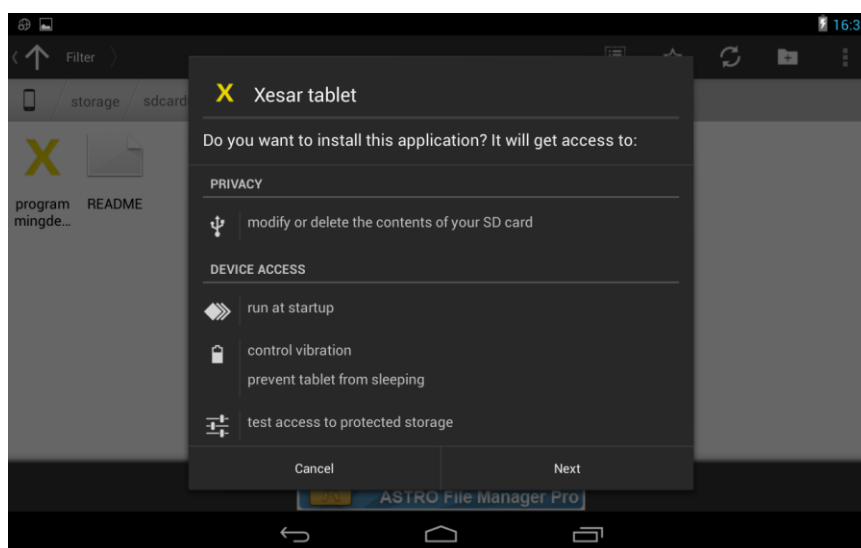 16:3
Filter
storage sdcard
X Xesar tablet
Do you want to install this application? It will get access to:
PRIVACY
modify or delete the contents of your SD card
DEVICE ACCESS
run at startup
control vibration
prevent tablet from sleeping
test access to protected storage
Cancel Next
X
program
mingde...
README
ASTRO File Manager Pro